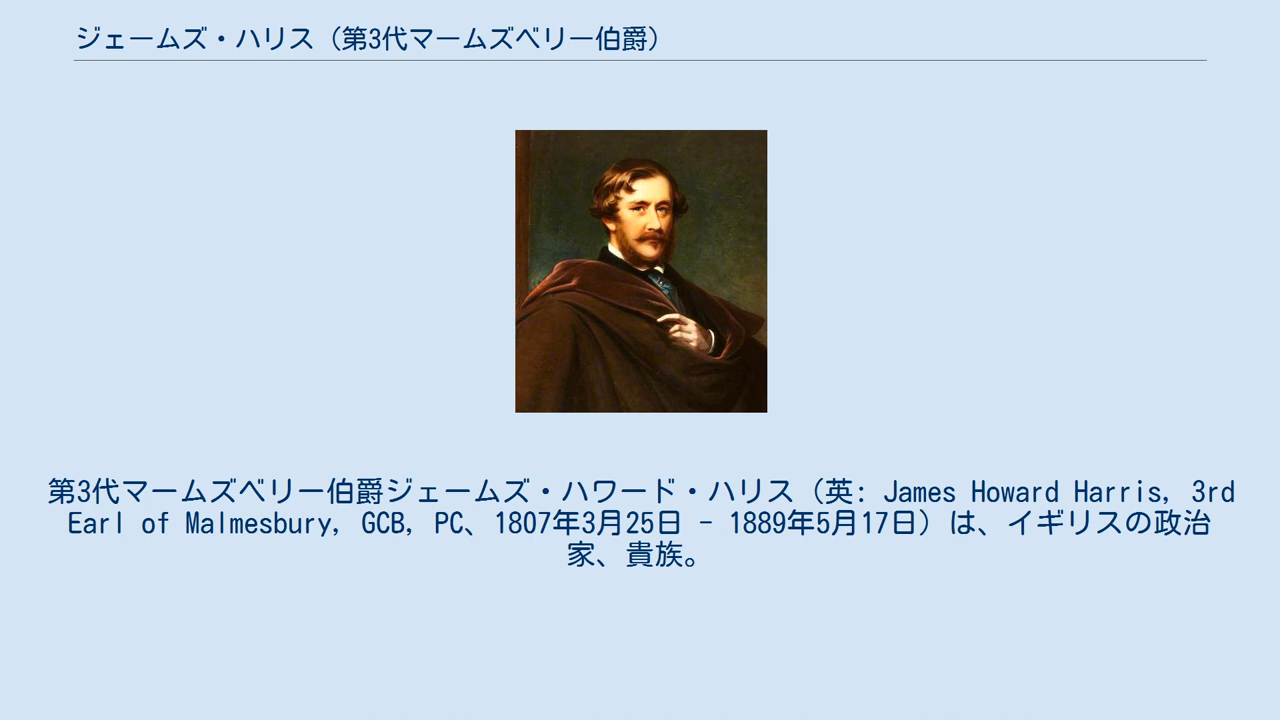 ジェームズ・ハリス（第3代マームズベリー伯爵）
第3代マームズベリー伯爵ジェームズ・ハワード・ハリス（英: James Howard Harris, 3rd
Earl of Malmesbury, GCB, PC、1807年3月25日 - 1889年5月17日）は、イギリスの政治
家、貴族。